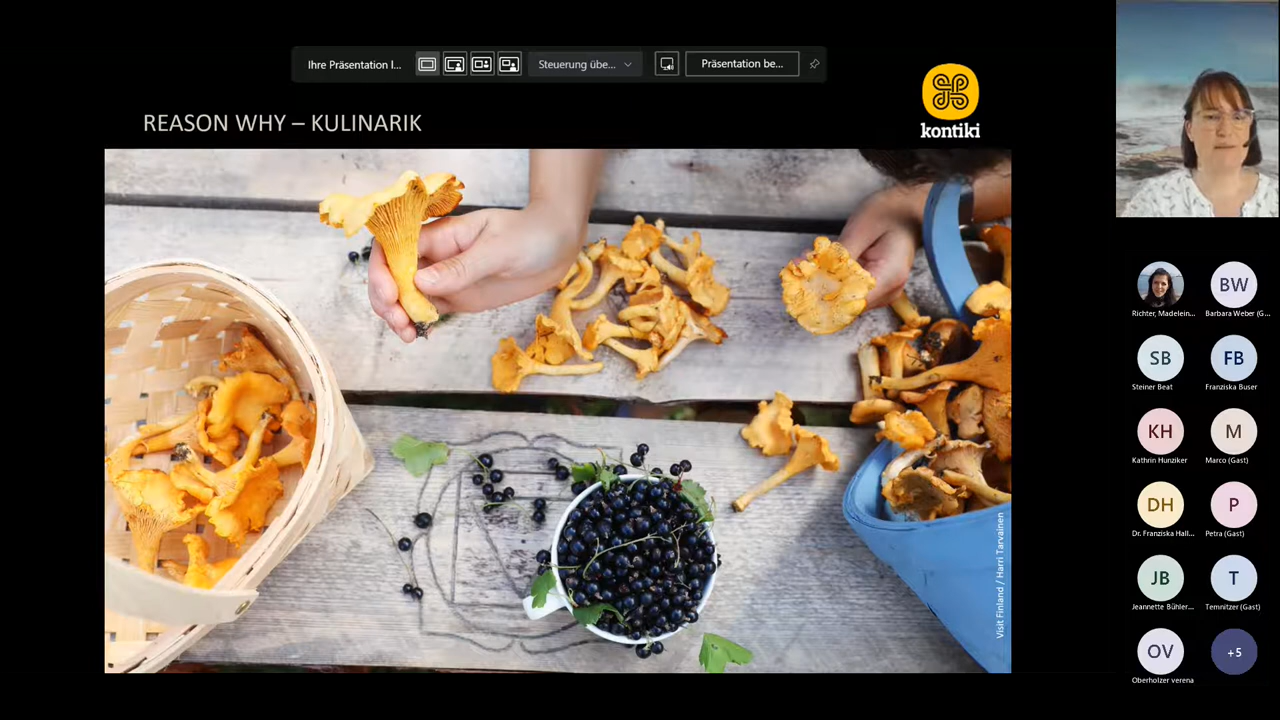 Ihre Präsentation l...
Steuerung übe...
Präsentation be...
REASON WHY – KULINARIK
kontiki
Visit Finland / Harri Tarvainen
Richter, Madelein...
BW
Barbara Weber (G...
SB
Steiner Beat
FB
Franziska Buser
KH
Kathrin Hunziker
M
Marco (Gast)
DH
Dr. Franziska Hall...
P
Petra (Gast)
JB
Jeannette Bühler...
T
Temnitzer (Gast)
OV
Oberholzer verena
+5